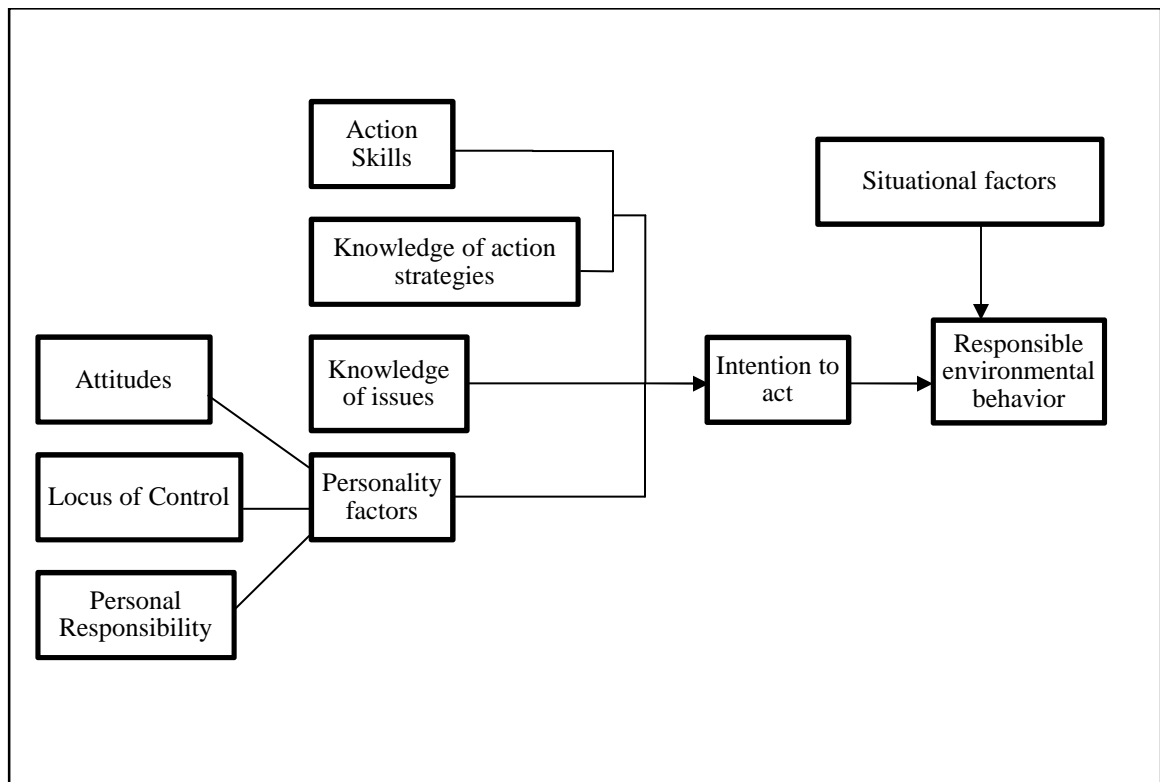 Action
Skills
Situational factors
Knowledge of action
strategies
Attitudes
Knowledge
of issues
Intention to
act
Responsible
environmental
behavior
Locus of Control
Personality
factors
Personal
Responsibility